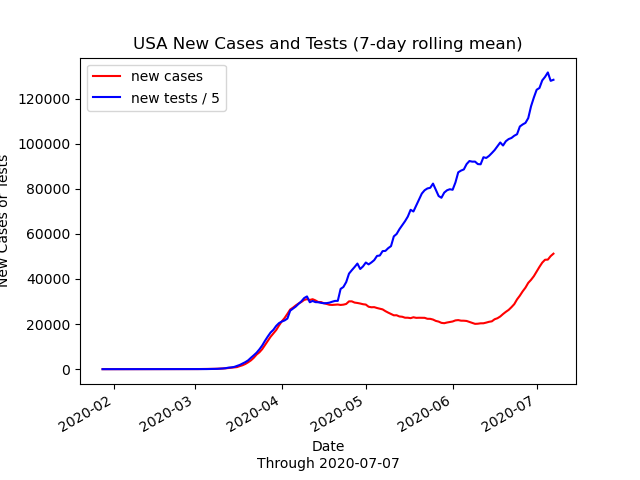 USA New Cases and Tests (7-day rolling mean)
new cases
new tests / 5
New Cases or Tests
120000
100000
80000
60000
40000
20000
0
2020-02
2020-03
2020-04
2020-05
2020-06
2020-07
Date
Through 2020-07-07